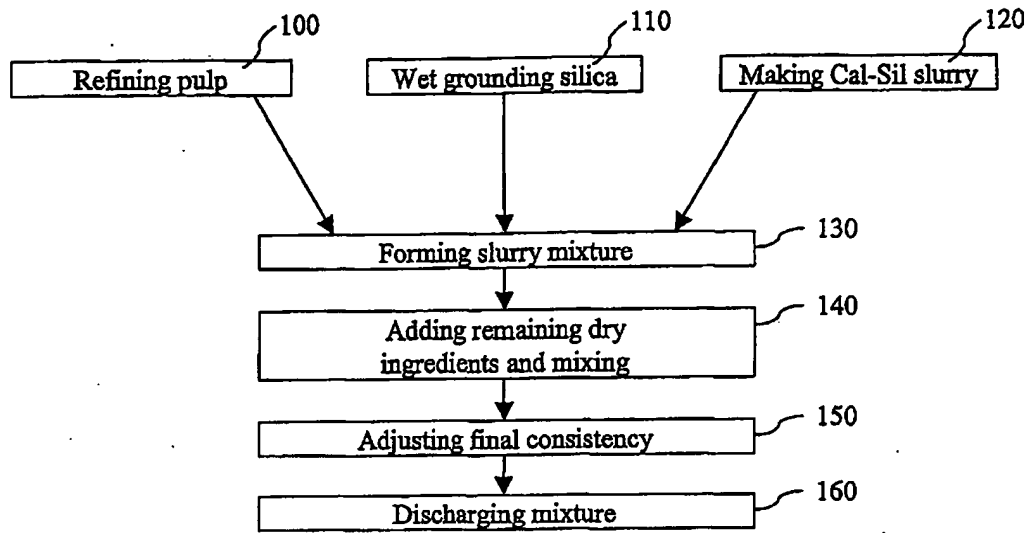 100
110
120
Refining pulp
Wet grounding silica
Making Cal-Sil slurry
130
Forming slurry mixture
140
Adding remaining dry
ingredients and mixing
150
Adjusting final consistency
160
Discharging mixture